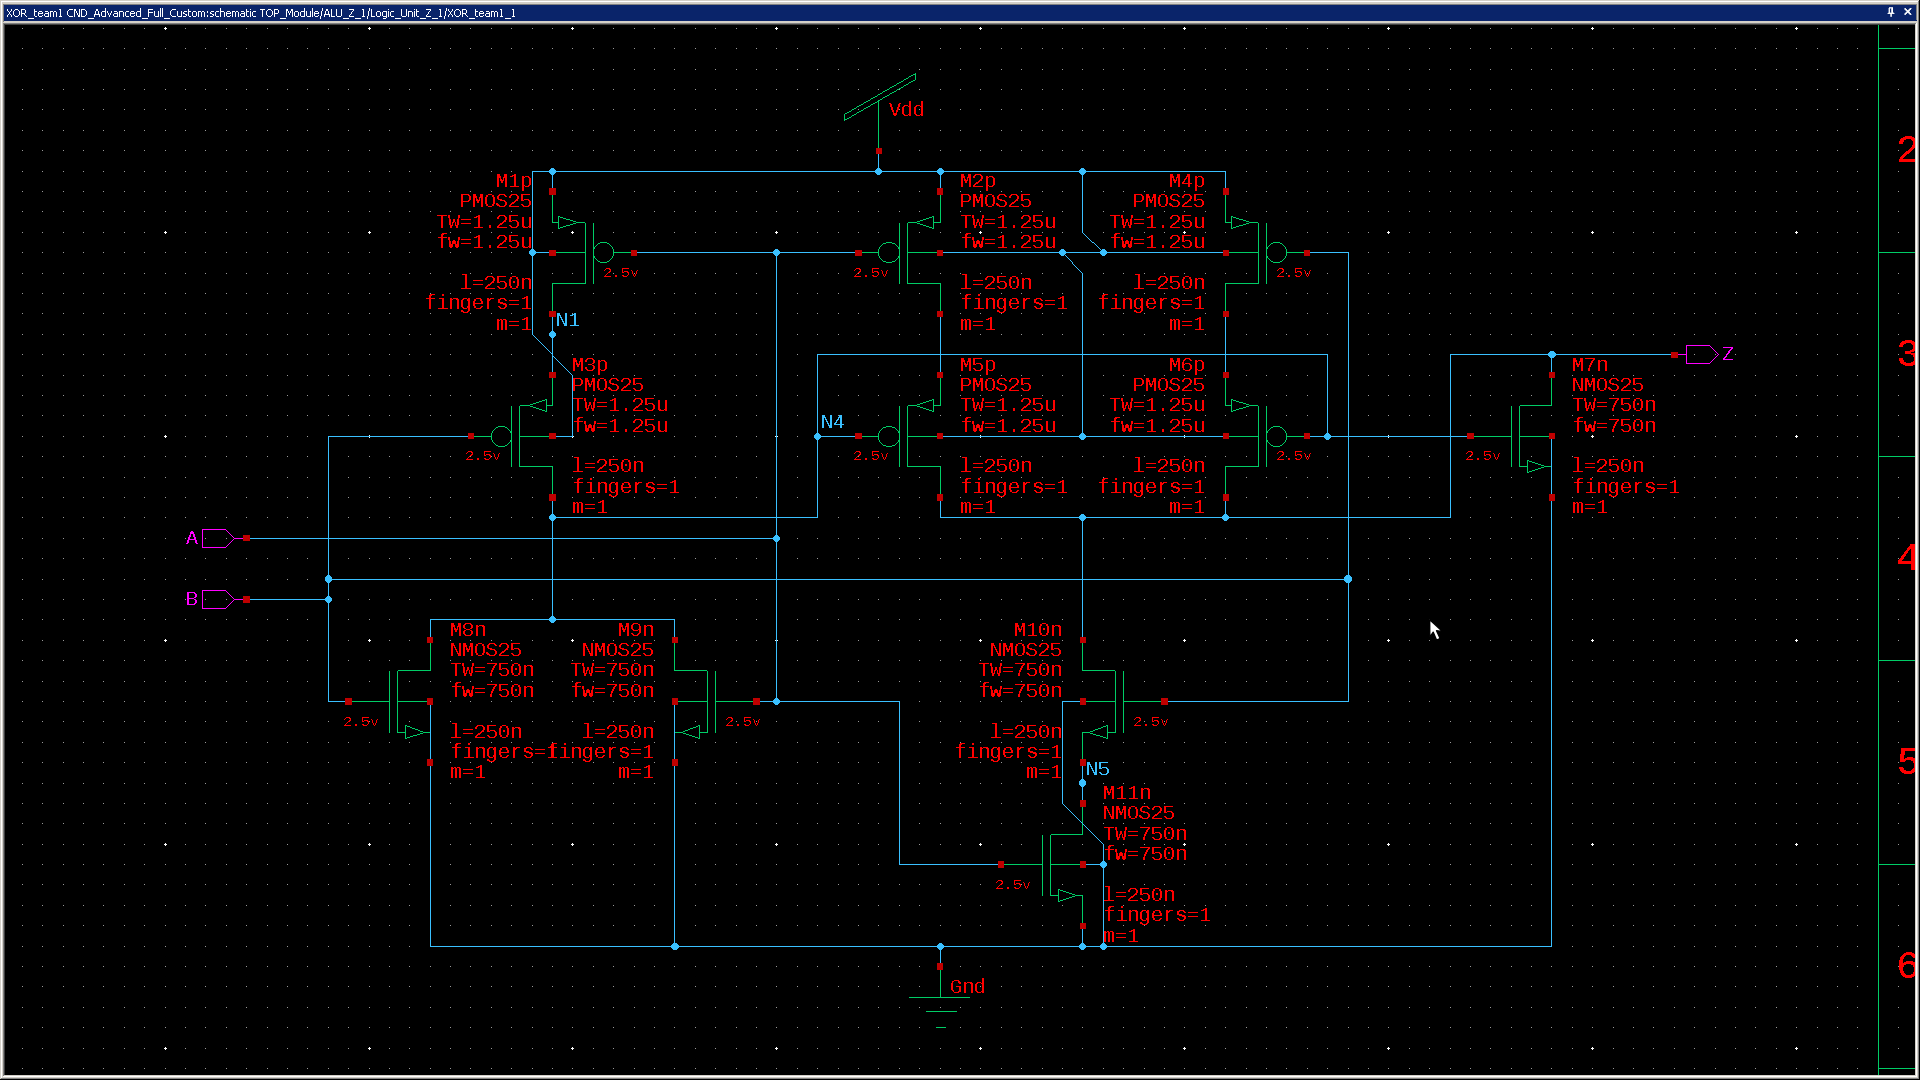 XOR_team1 CND_Advanced_Full_Custom:schematic TOP_Module/ALU_Z_1/Logic_Unit_Z_1/XOR_team1_1
Vdd
2
M1p
PMOS25
TW=1.25u
fw=1.25u
2.5v
l=250n
fingers=1
m=1
N1
M2p
PMOS25
TW=1.25u
fw=1.25u
2.5v
l=250n
fingers=1
m=1
M4p
PMOS25
TW=1.25u
fw=1.25u
2.5v
l=250n
fingers=1
m=1
3
M3p
PMOS25
TW=1.25u
fw=1.25u
2.5v
l=250n
fingers=1
m=1
N4
M5p
PMOS25
TW=1.25u
fw=1.25u
2.5v
l=250n
fingers=1
m=1
M6p
PMOS25
TW=1.25u
fw=1.25u
2.5v
l=250n
fingers=1
m=1
M7n
NMOS25
TW=750n
fw=750n
2.5v
l=250n
fingers=1
m=1
Z
A
B
4
M8n
NMOS25
TW=750n
fw=750n
2.5v
l=250n
fingers=1
m=1
M9n
NMOS25
TW=750n
fw=750n
2.5v
l=250n
fingers=1
m=1
M10n
NMOS25
TW=750n
fw=750n
2.5v
l=250n
fingers=1
m=1
N5
5
M11n
NMOS25
TW=750n
fw=750n
2.5v
l=250n
fingers=1
m=1
Gnd
6